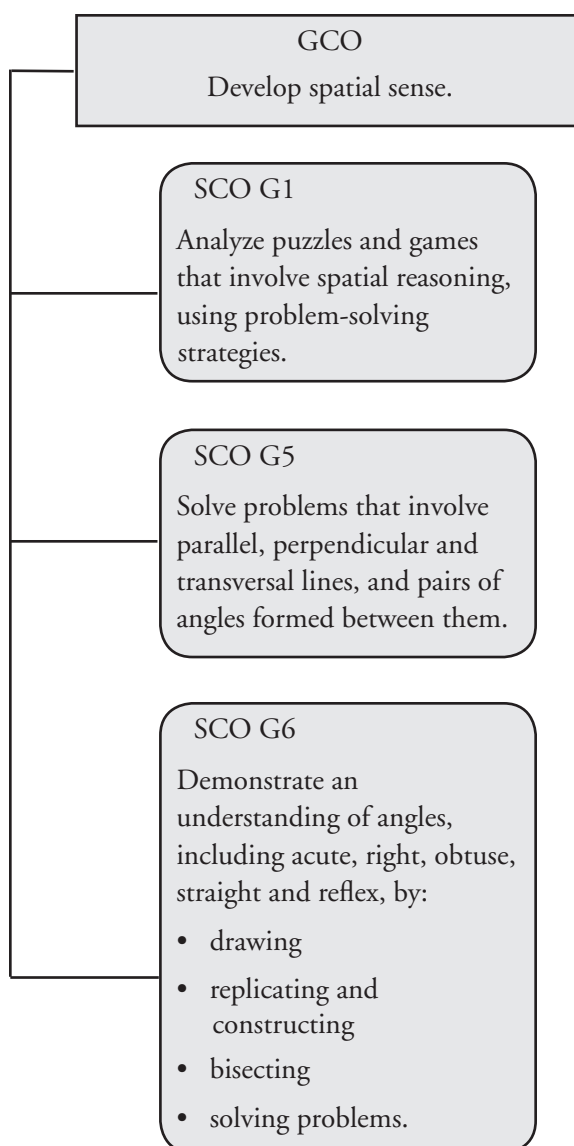 GCO
Develop spatial sense.
SCO G1
Analyze puzzles and games
that involve spatial reasoning,
using problem-solving
strategies.
SCO G5
Solve problems that involve
parallel, perpendicular and
transversal lines, and pairs of
angles formed between them.
SCO G6
Demonstrate an
understanding of angles,
including acute, right, obtuse,
straight and reflex, by:
• drawing
• replicating and
constructing
• bisecting
• solving problems.